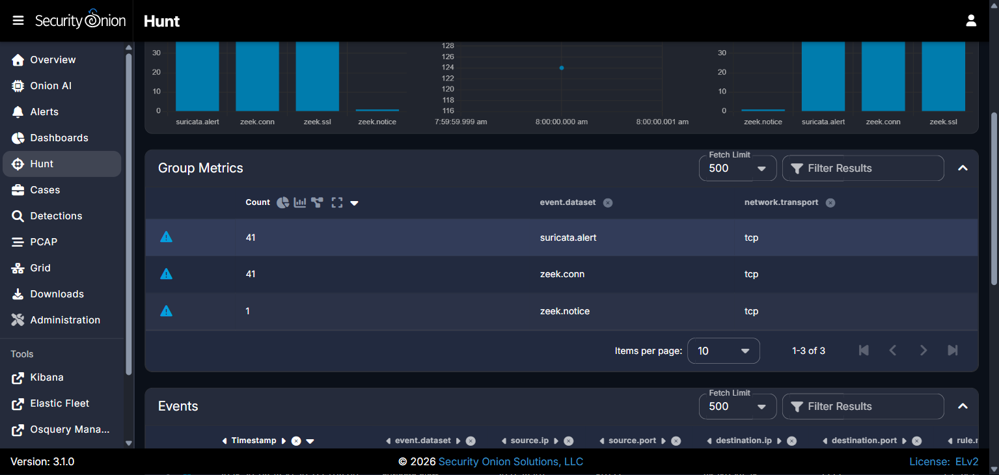 Security Onion
Hunt
Overview
Onion AI
Alerts
Dashboards
Hunt
Cases
Detections
PCAP
Grid
Downloads
Administration
Tools
Kibana
Elastic Fleet
Osquery Mana...
30
20
10
0
suricata.alert zeek.conn zeek.ssl zeek.notice
128
126
124
122
120
118
116
7:59:59.999 am 8:00:00.000 am 8:00:00.001 am
30
20
10
0
zeek.notice suricata.alert zeek.conn zeek.ssl
Group Metrics
Fetch Limit
500
Filter Results
Count event.dataset network.transport
41 suricata.alert tcp
41 zeek.conn tcp
1 zeek.notice tcp
Items per page: 10 1-3 of 3
Events
Fetch Limit
500
Filter Results
Timestamp event.dataset source.ip source.port destination.ip destination.port
Version: 3.1.0
© 2026 Security Onion Solutions, LLC
License: ELv2